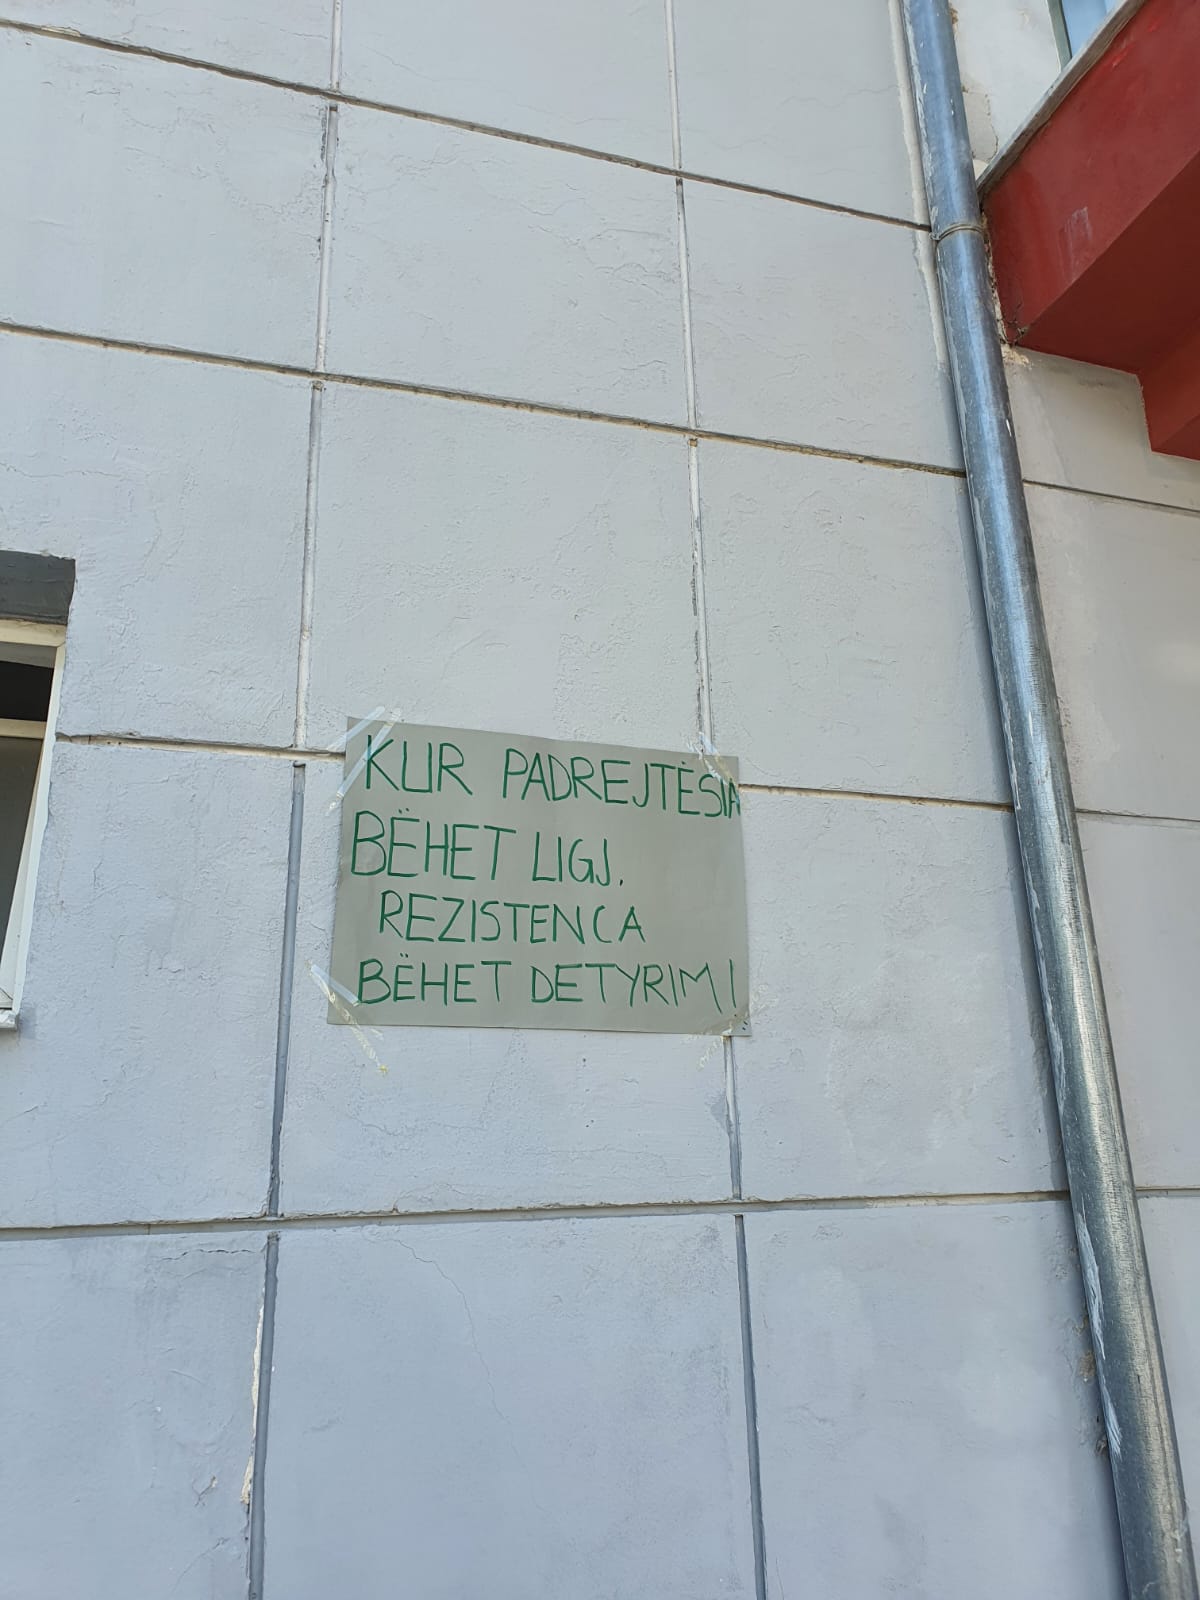 KUR PADREJTËSIA
BËHET LIGJ.
REZISTENCA
BËHET DETYRIM!